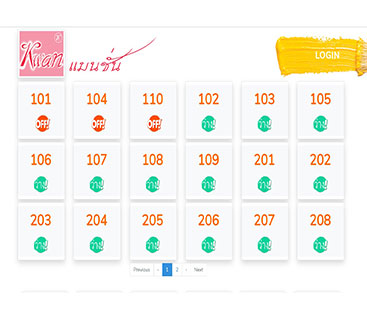 Kwan แมนชั่น
LOGIN
101 104 110 102 103 105
OFF! OFF! OFF! ว่าง! ว่าง! ว่าง!
106 107 108 109 201 202
ว่าง! ว่าง! ว่าง! ว่าง! ว่าง! ว่าง!
203 204 205 206 207 208
ว่าง! ว่าง! ว่าง! ว่าง! ว่าง! ว่าง!
Previous ‹ 1 2 › Next